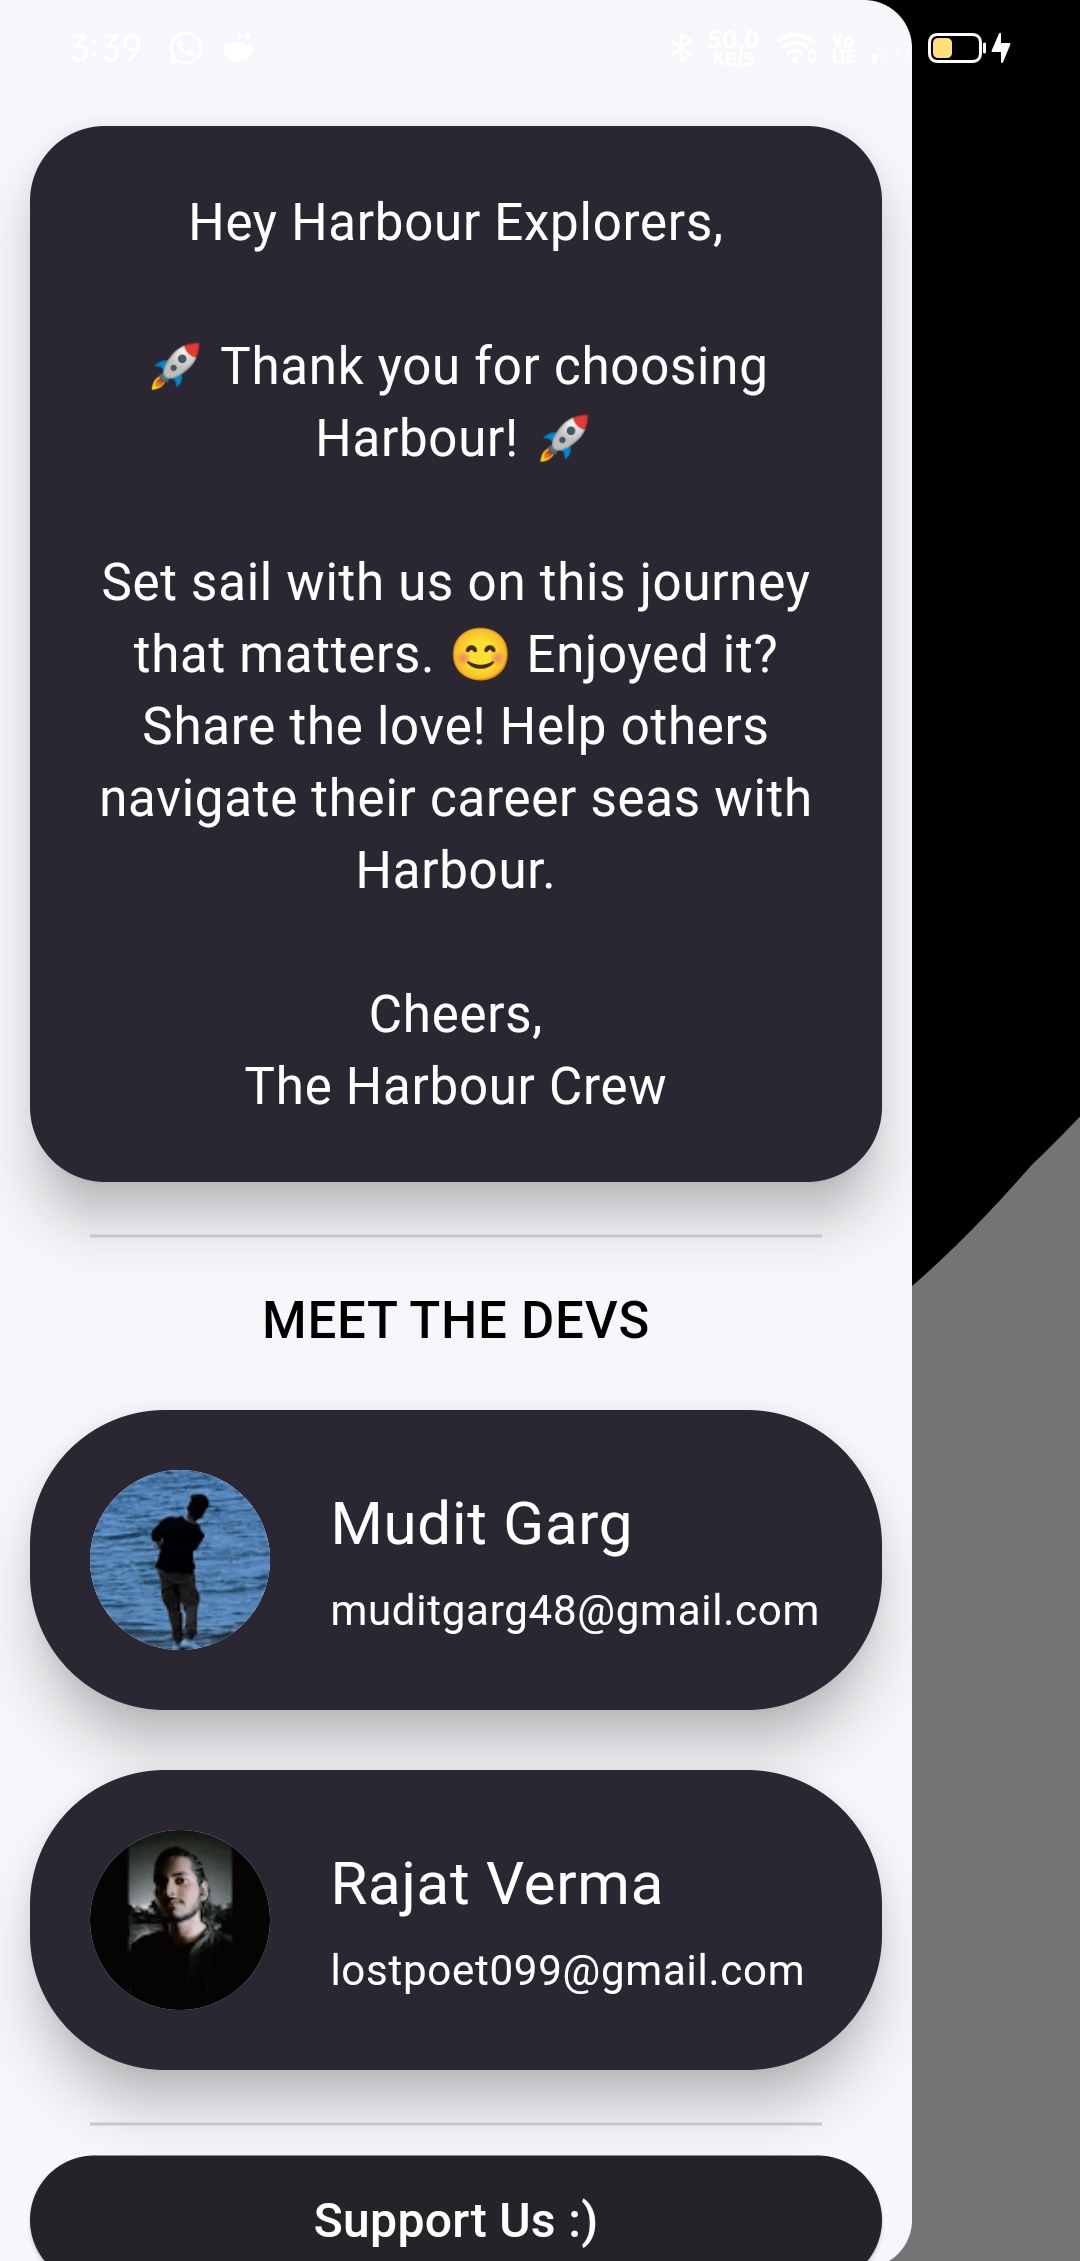 3:39
50.0
KB/S
Vo
LTE
Hey Harbour Explorers,
🚀 Thank you for choosing
Harbour! 🚀
Set sail with us on this journey
that matters. 😊 Enjoyed it?
Share the love! Help others
navigate their career seas with
Harbour.
Cheers,
The Harbour Crew
MEET THE DEVS
Mudit Garg
muditgarg48@gmail.com
Rajat Verma
lostpoet099@gmail.com
Support Us :)